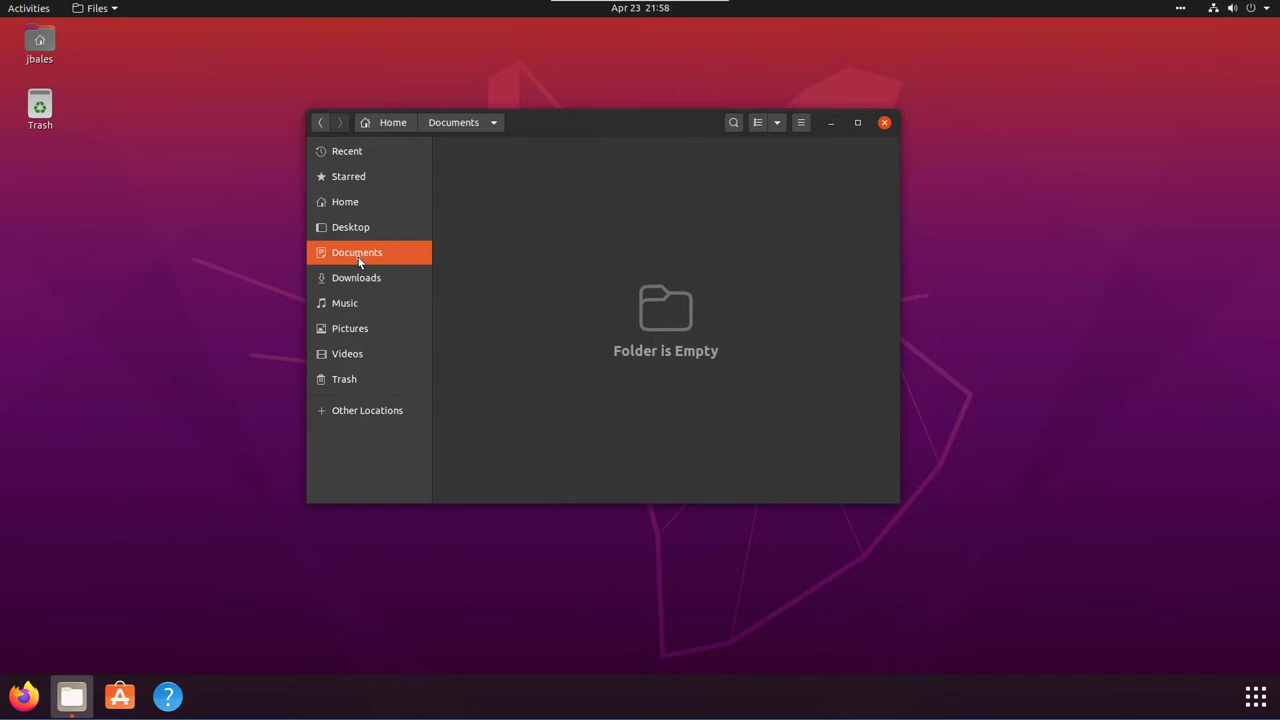 Activities
Files
Apr 23 21:58
jbales
Trash
Home
Documents
Recent
Starred
Home
Desktop
Documents
Downloads
Music
Pictures
Videos
Trash
Other Locations
Folder is Empty